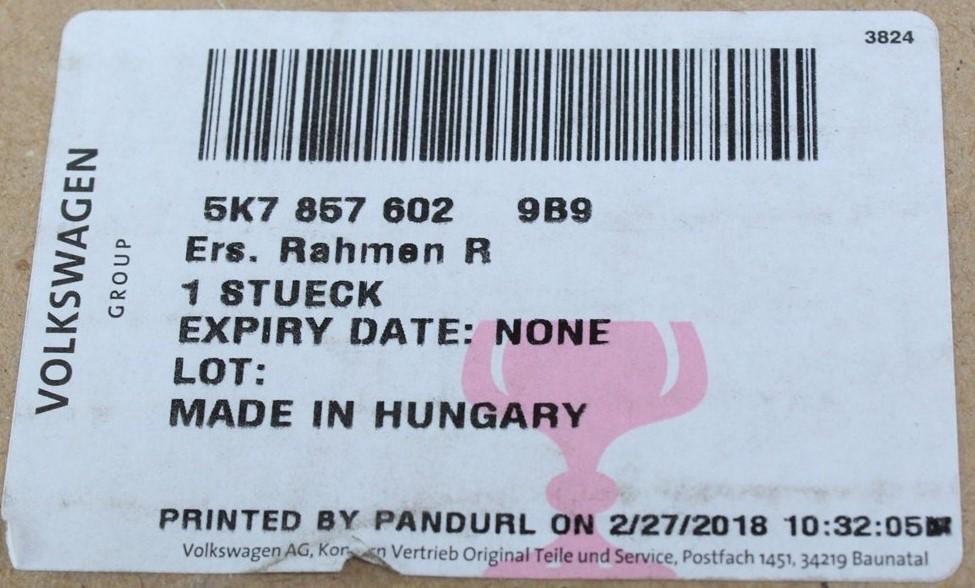 3824
VOLKSWAGEN
GROUP
5K7 857 602 9B9
Ers. Rahmen R
1 STUECK
EXPIRY DATE: NONE
LOT:
MADE IN HUNGARY
PRINTED BY PANDURL ON 2/27/2018 10:32:05
Volkswagen AG, Vertrieb Original Teile und Service, Postfach 1451, 34219 Baunatal